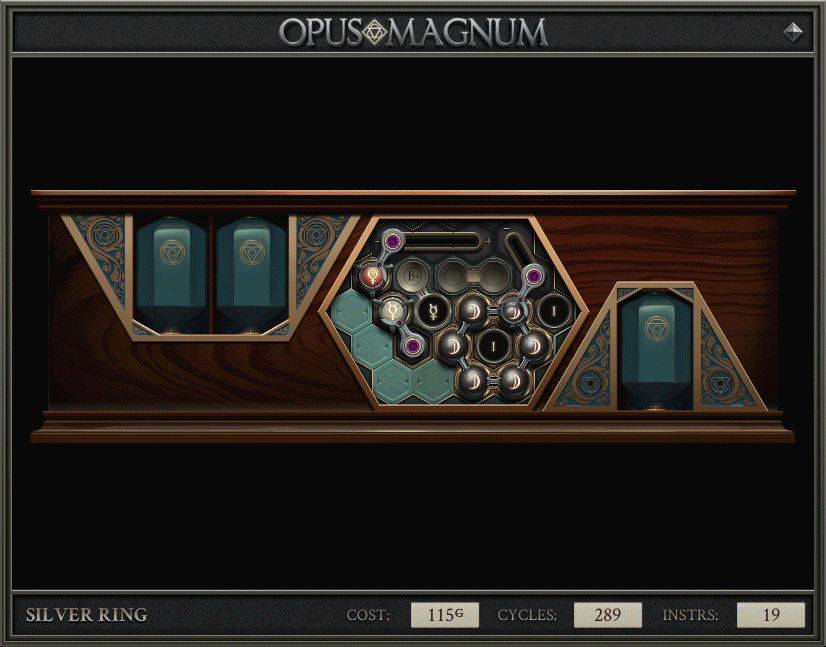 OPUS MAGNUM
I
I
SILVER RING
COST: 115G
CYCLES: 289
INSTRS: 19